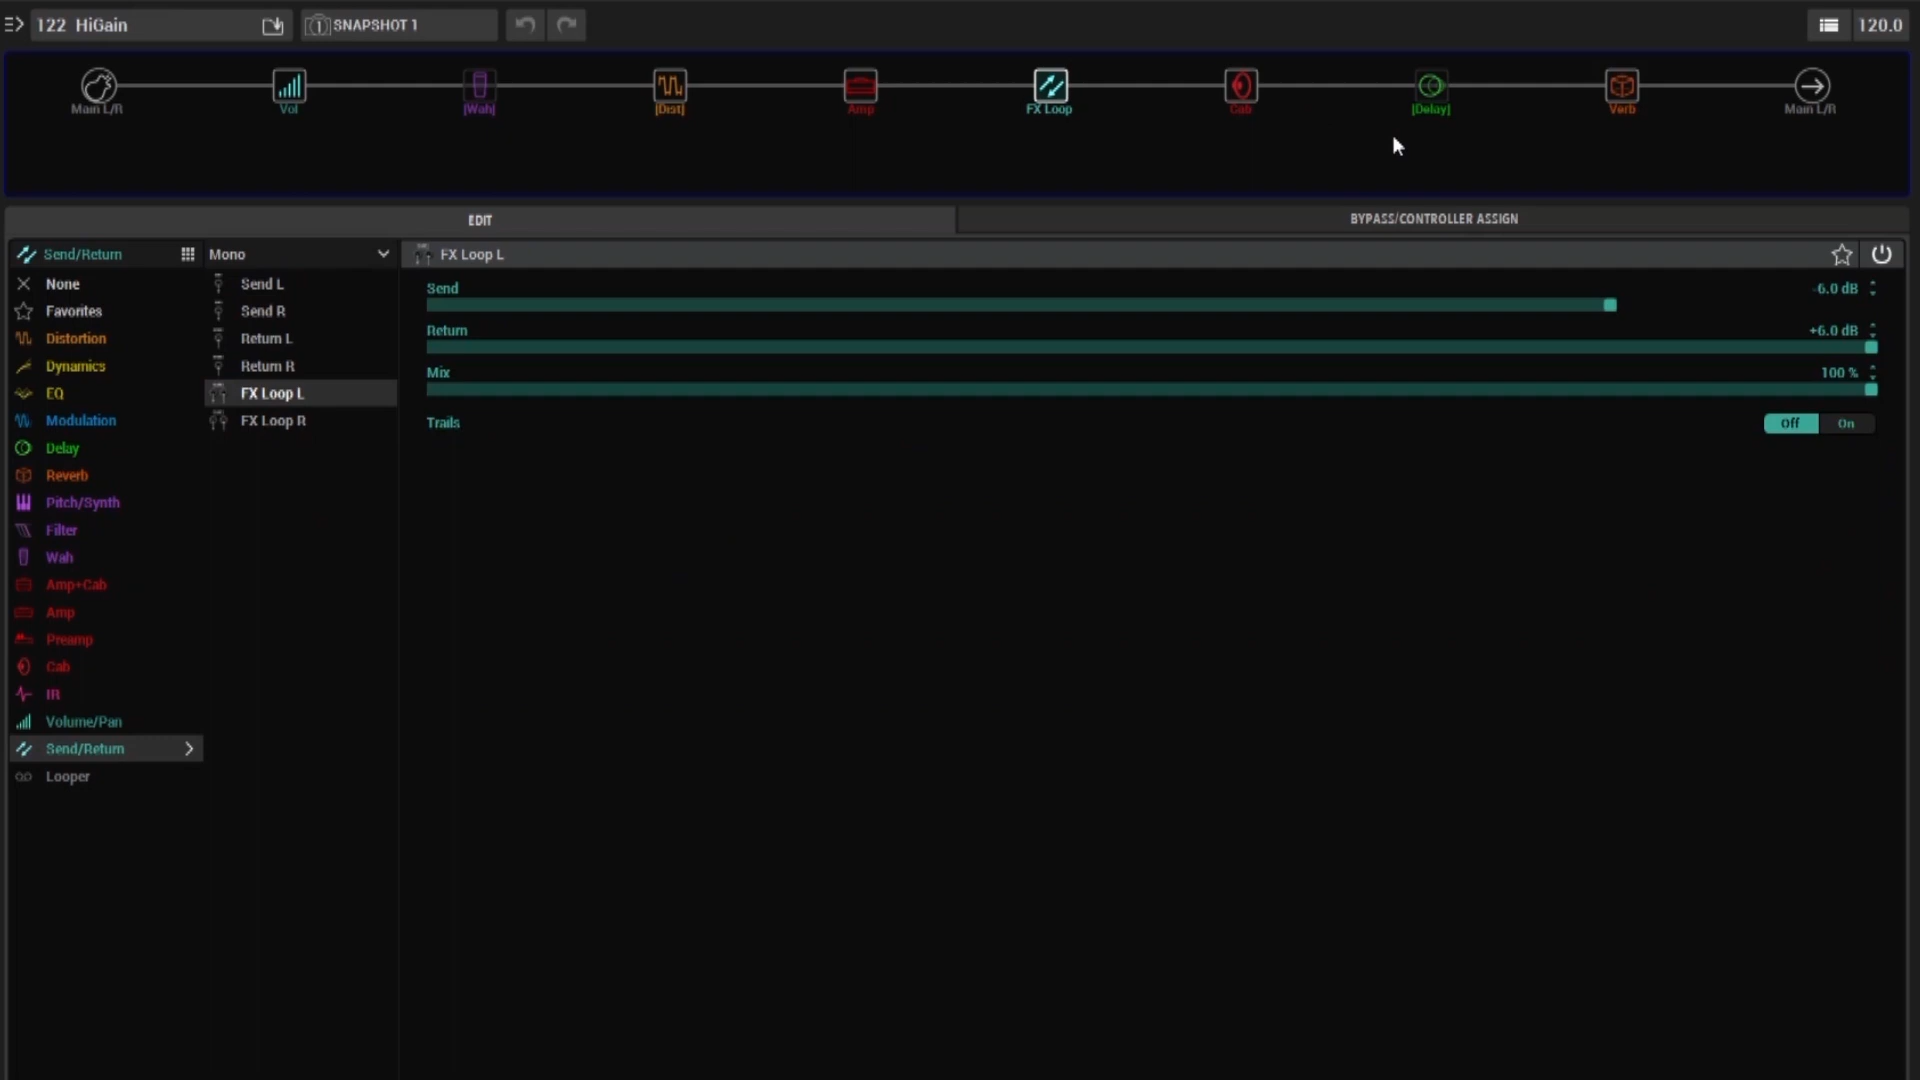 122 HiGain
1 SNAPSHOT 1
120.0
Main L/R Vol |Wah| |Dist| Amp FX Loop Cab |Delay| Verb Main L/R
EDIT
BYPASS/CONTROLLER ASSIGN
Send/Return
None
Favorites
Distortion
Dynamics
EQ
Modulation
Delay
Reverb
Pitch/Synth
Filter
Wah
Amp+Cab
Amp
Preamp
Cab
IR
Volume/Pan
Send/Return
Looper
Mono
Send L
Send R
Return L
Return R
FX Loop L
FX Loop R
FX Loop L
Send -6.0 dB
Return +6.0 dB
Mix 100 %
Trails Off On